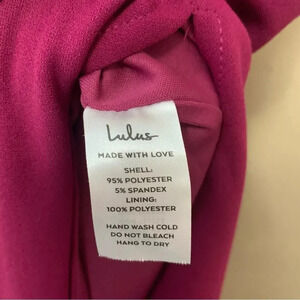 Lulus
MADE WITH LOVE
SHELL:
95% POLYESTER
5% SPANDEX
LINING:
100% POLYESTER
HAND WASH COLD
DO NOT BLEACH
HANG TO DRY